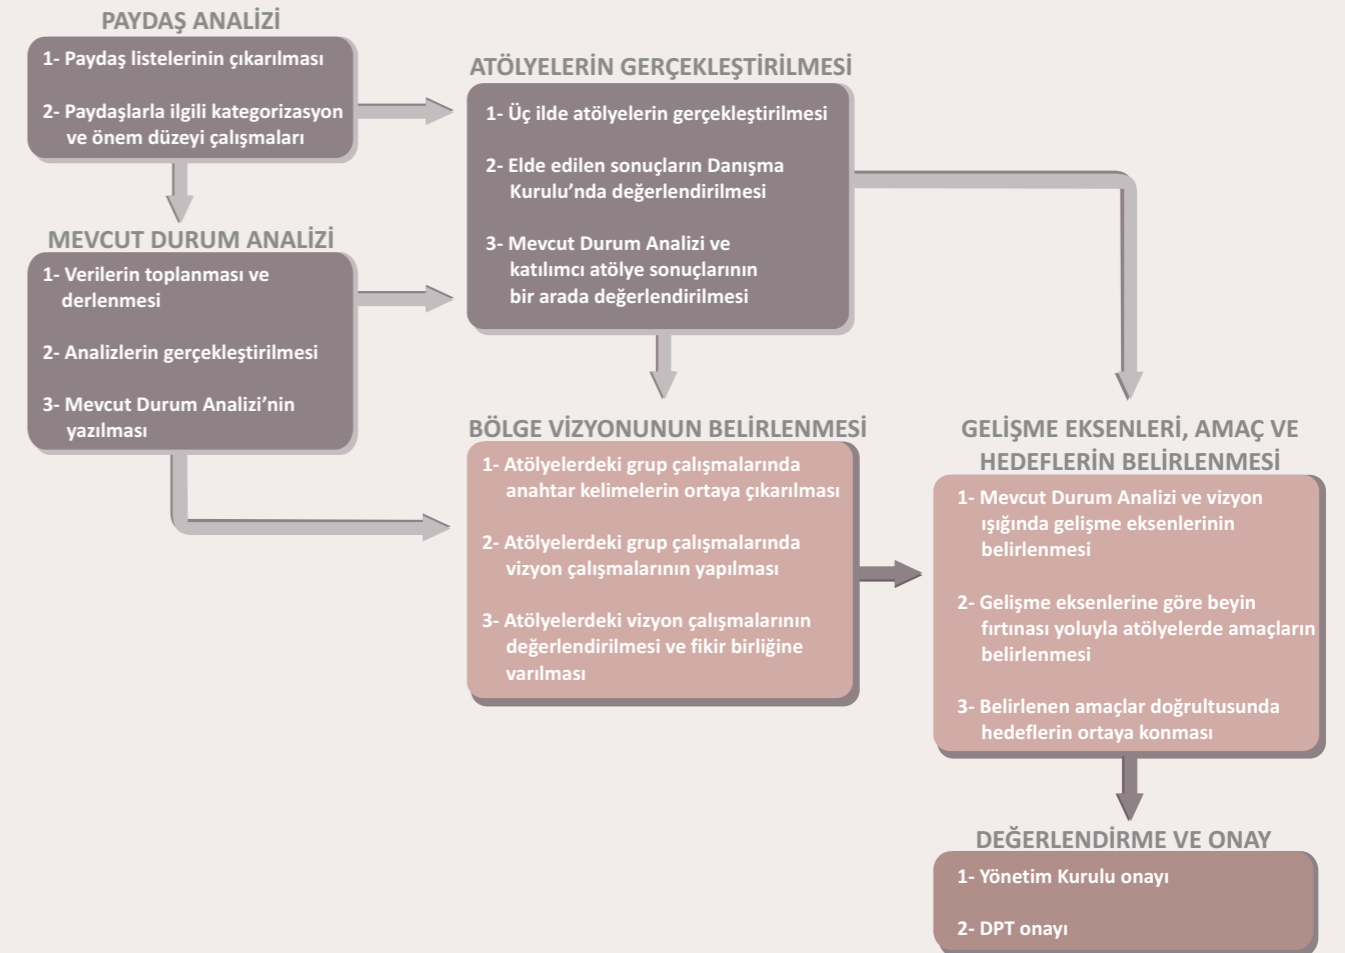 PAYDAŞ ANALİZİ
1- Paydaş listelerinin çıkarılması
2- Paydaşlarla ilgili kategorizasyon
ve önem düzeyi çalışmaları
MEVCUT DURUM ANALİZİ
1- Verilerin toplanması ve
derlenmesi
2- Analizlerin gerçekleştirilmesi
3- Mevcut Durum Analizi’nin
yazılması
ATÖLYELERİN GERÇEKLEŞTİRİLMESİ
1- Üç ilde atölyelerin gerçekleştirilmesi
2- Elde edilen sonuçların Danışma
Kurulu’nda değerlendirilmesi
3- Mevcut Durum Analizi ve
katılımcı atölye sonuçlarının
bir arada değerlendirilmesi
BÖLGE VİZYONUNUN BELİRLENMESİ
1- Atölyelerdeki grup çalışmalarında
anahtar kelimelerin ortaya çıkarılması
2- Atölyelerdeki grup çalışmalarında
vizyon çalışmalarının yapılması
3- Atölyelerdeki vizyon çalışmalarının
değerlendirilmesi ve fikir birliğine
varılması
GELİŞME EKSENLERİ, AMAÇ VE
HEDEFLERİN BELİRLENMESİ
1- Mevcut Durum Analizi ve vizyon
ışığında gelişme eksenlerinin
belirlenmesi
2- Gelişme eksenlerine göre beyin
fırtınası yoluyla atölyelerde amaçların
belirlenmesi
3- Belirlenen amaçlar doğrultusunda
hedeflerin ortaya konması
DEĞERLENDİRME VE ONAY
1- Yönetim Kurulu onayı
2- DPT onayı